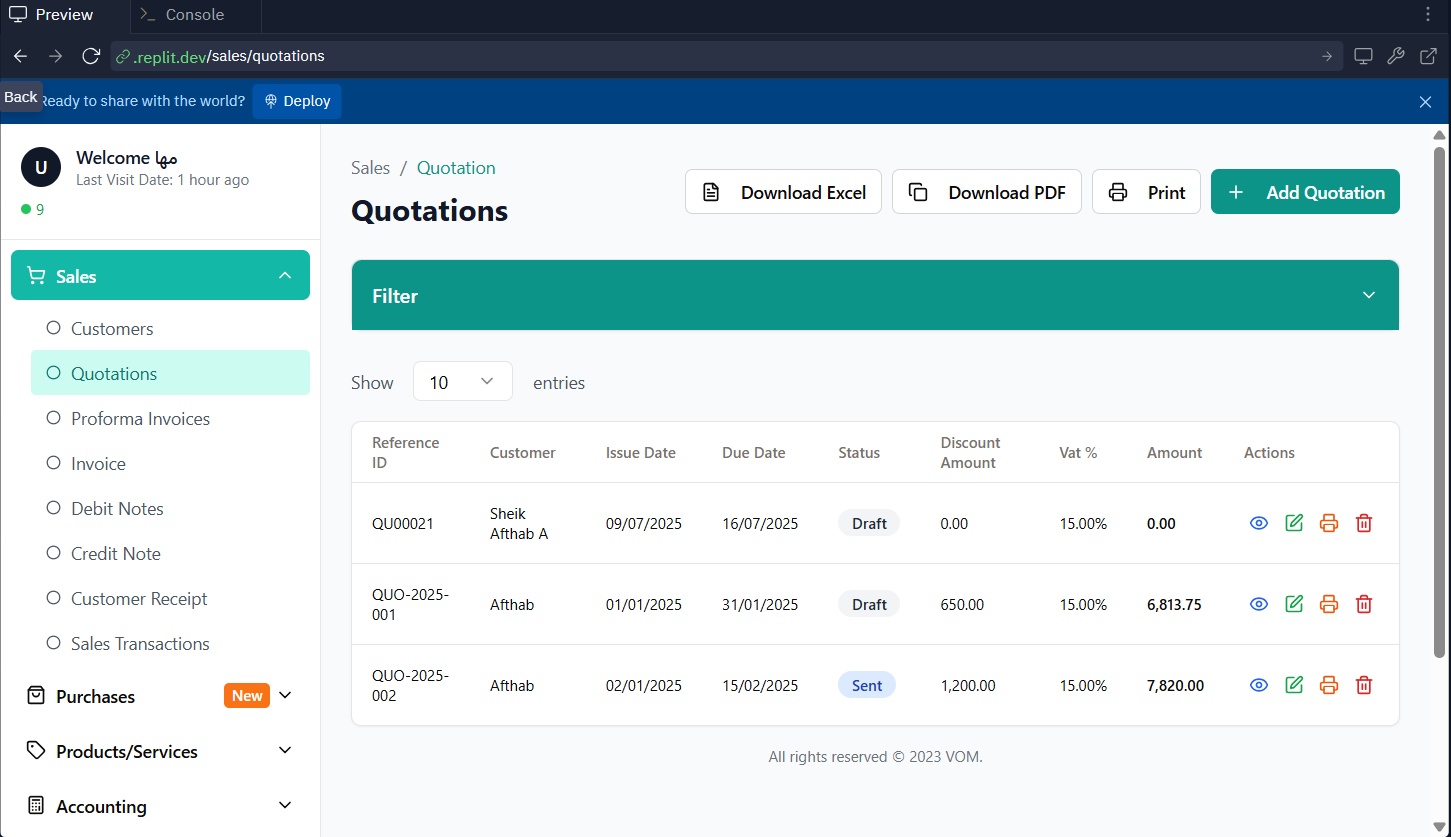 Preview
Console
.replit.dev/sales/quotations
Back
Ready to share with the world?
Deploy
U
Welcome مها
Last Visit Date: 1 hour ago
9
Sales
Customers
Quotations
Proforma Invoices
Invoice
Debit Notes
Credit Note
Customer Receipt
Sales Transactions
Purchases
New
Products/Services
Accounting
Sales / Quotation
Quotations
Download Excel
Download PDF
Print
Add Quotation
Filter
Show 10 entries
Reference ID Customer Issue Date Due Date Status Discount Amount Vat % Amount Actions
QU00021 Sheik Afthab A 09/07/2025 16/07/2025 Draft 0.00 15.00% 0.00
QUO-2025-001 Afthab 01/01/2025 31/01/2025 Draft 650.00 15.00% 6,813.75
QUO-2025-002 Afthab 02/01/2025 15/02/2025 Sent 1,200.00 15.00% 7,820.00
All rights reserved © 2023 VOM.